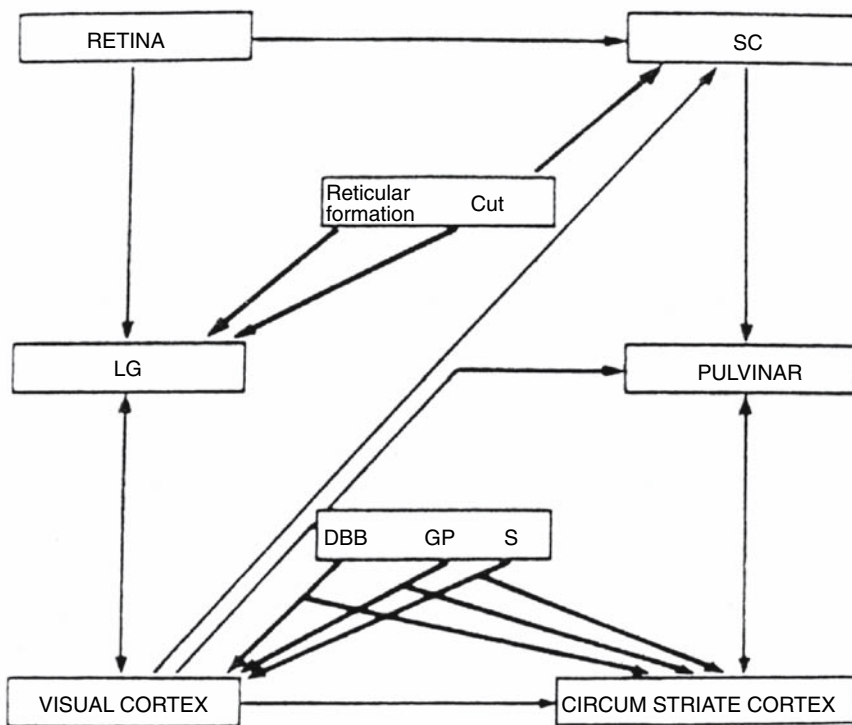 RETINA
SC
Reticular formation
Cut
LG
PULVINAR
DBB GP S
VISUAL CORTEX
CIRCUM STRIATE CORTEX